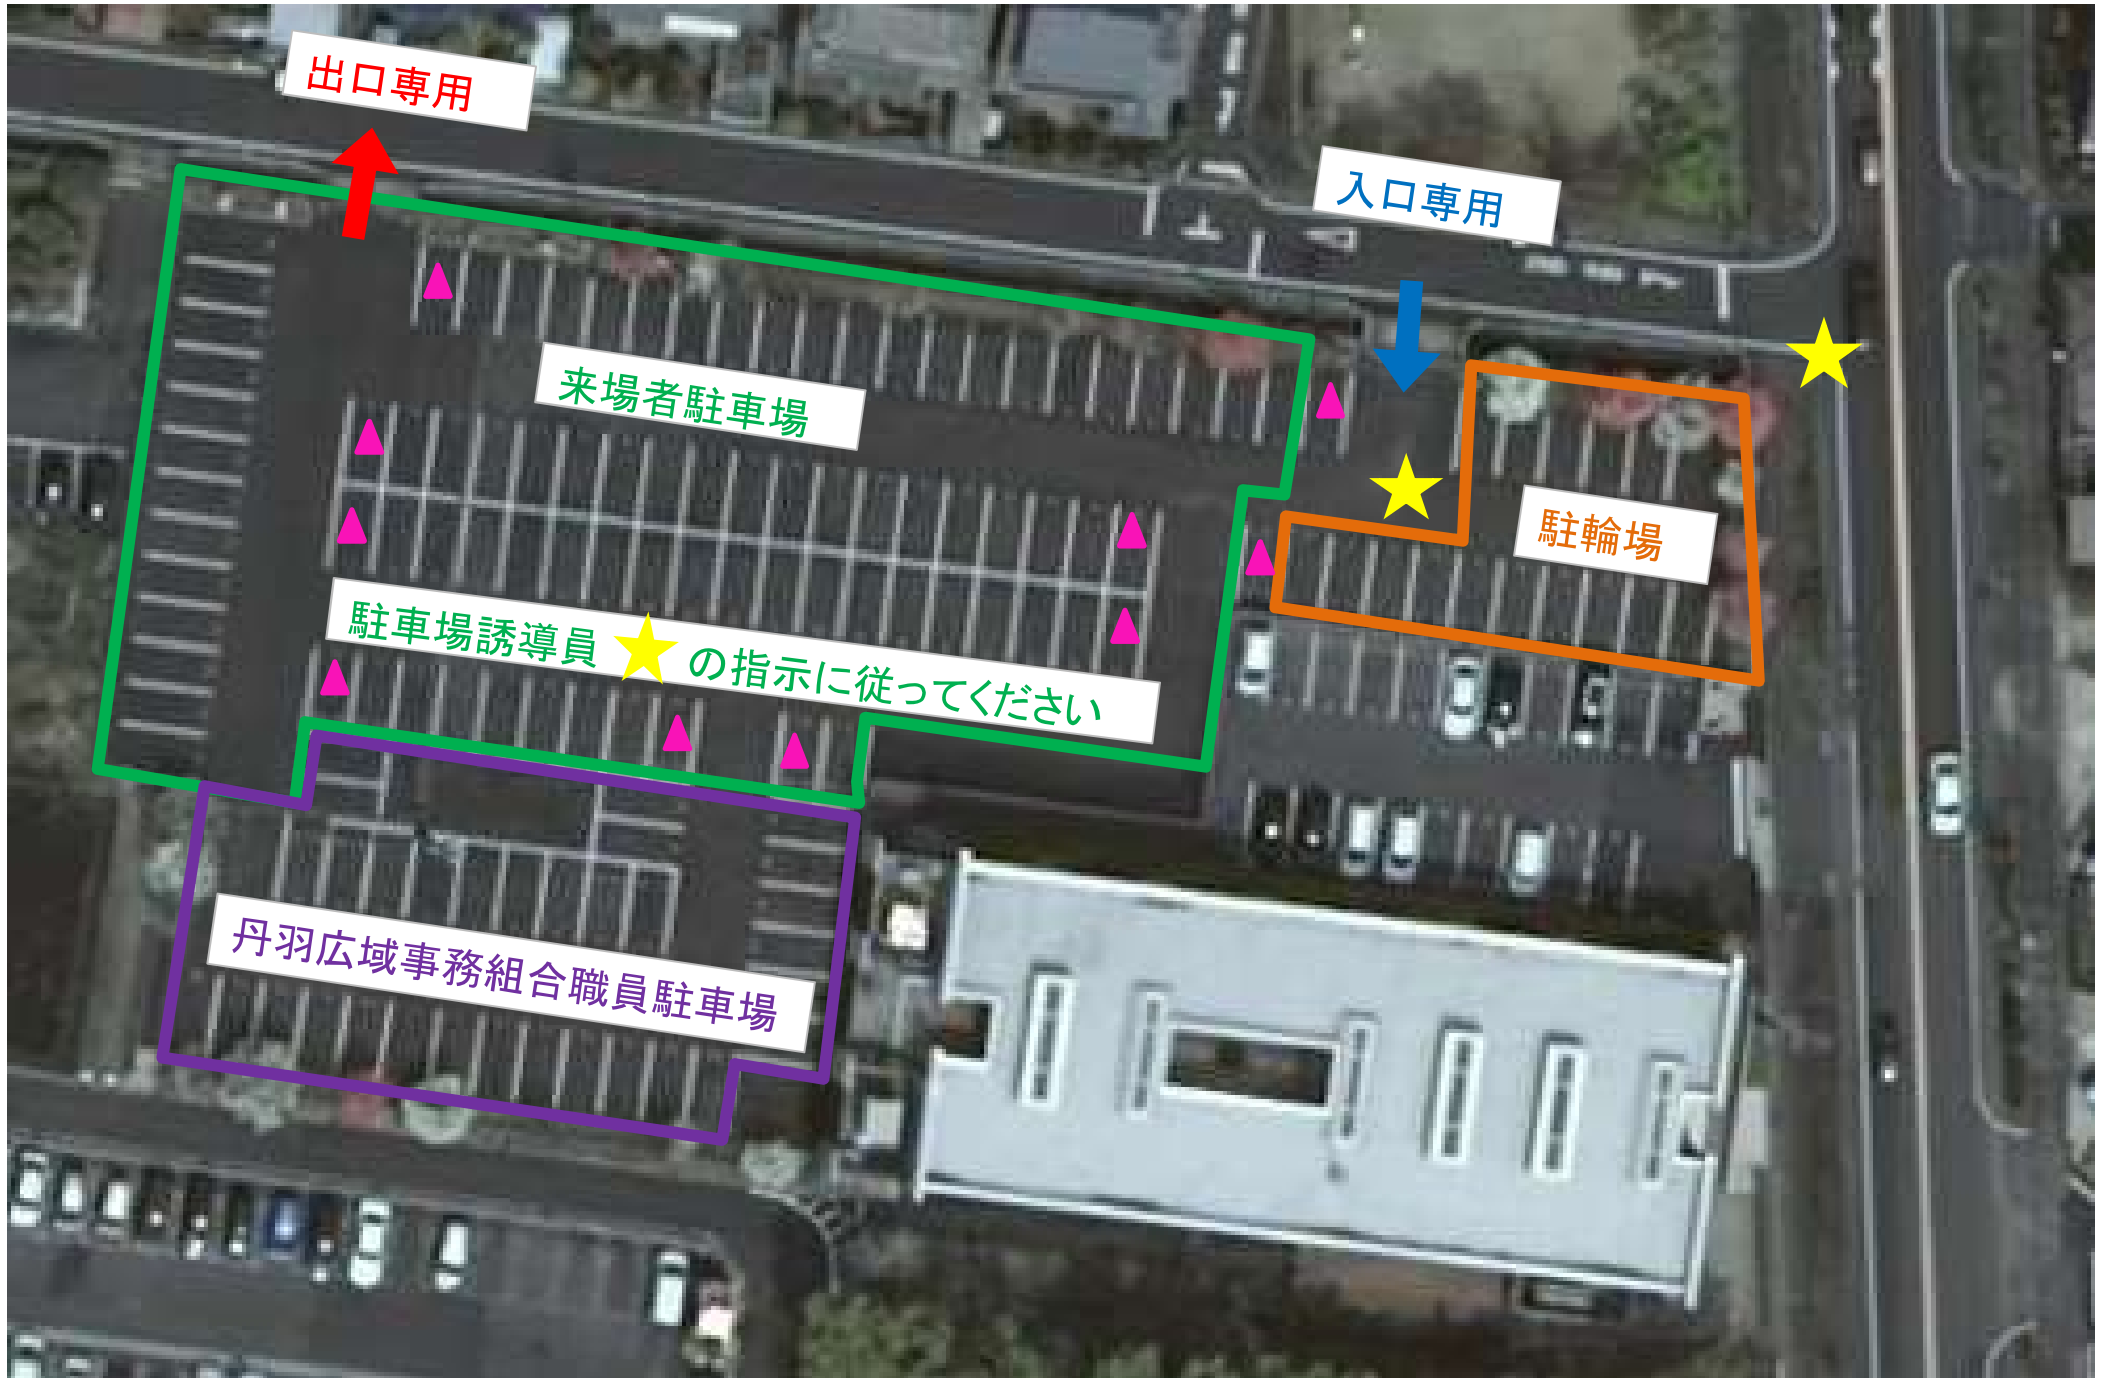 出口専用
入口専用
来場者駐車場
駐輪場
駐車場誘導員★の指示に従ってください
丹羽広域事務組合職員駐車場